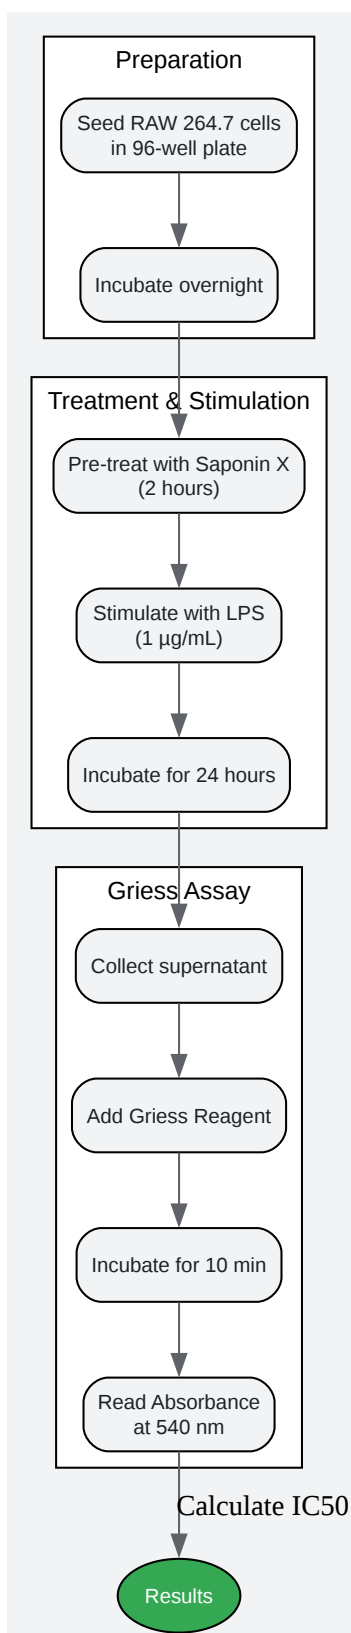 Preparation
Seed RAW 264.7 cells
in 96-well plate
Incubate overnight
Treatment & Stimulation
Pre-treat with Saponin X
(2 hours)
Stimulate with LPS
(1 µg/mL)
Incubate for 24 hours
Griess Assay
Collect supernatant
Add Griess Reagent
Incubate for 10 min
Read Absorbance
at 540 nm
Calculate IC50
Results